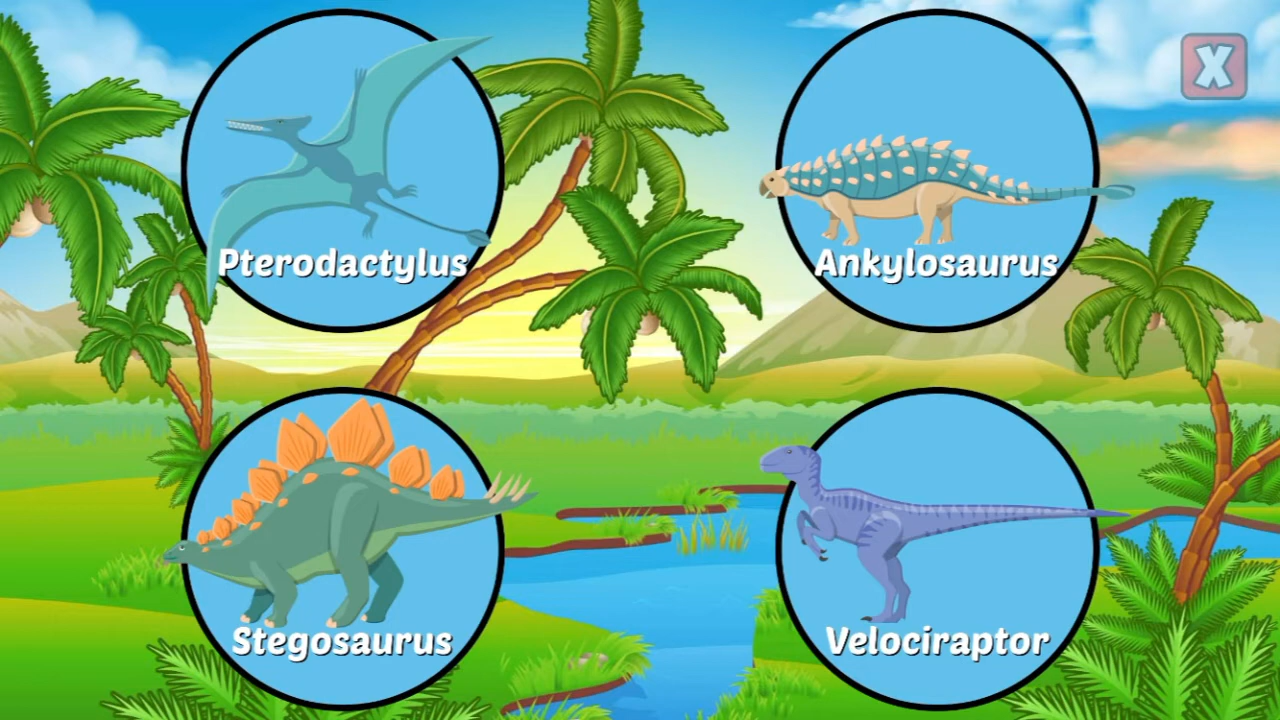 X
Pterodactylus
Ankylosaurus
Stegosaurus
Velociraptor